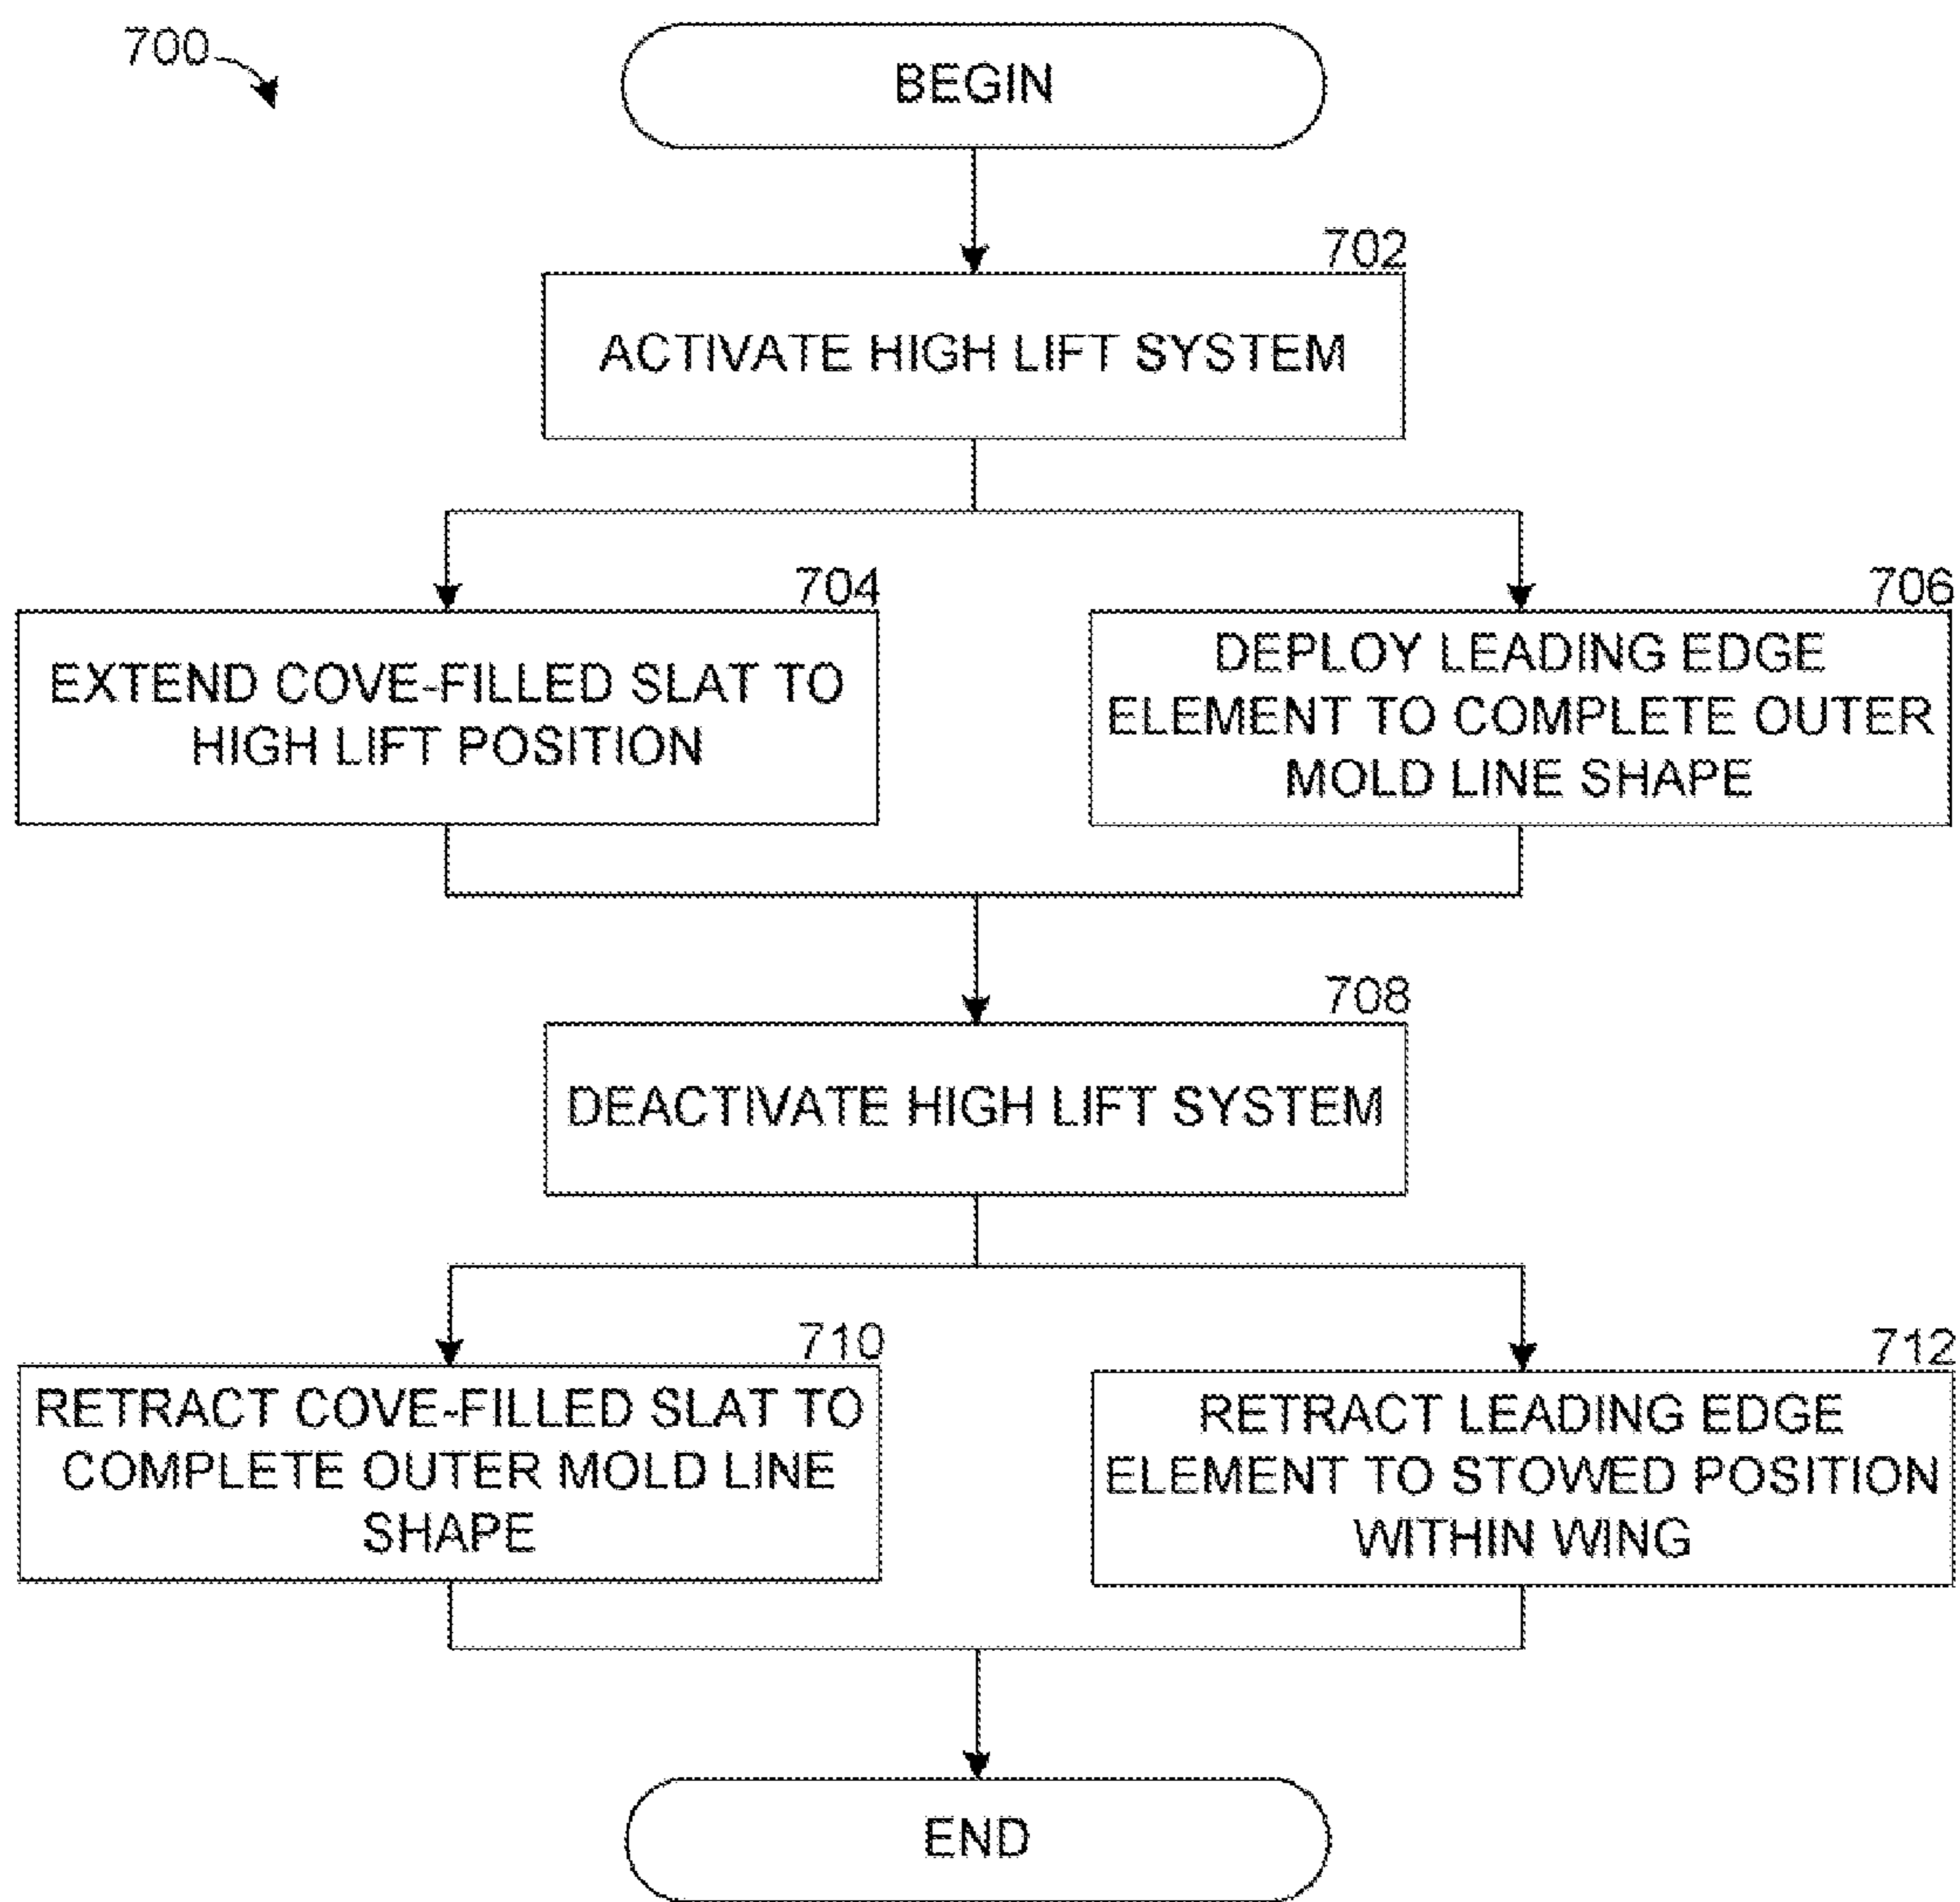 700
BEGIN
702
ACTIVATE HIGH LIFT SYSTEM
704
EXTEND COVE-FILLED SLAT TO
HIGH LIFT POSITION
706
DEPLOY LEADING EDGE
ELEMENT TO COMPLETE OUTER
MOLD LINE SHAPE
708
DEACTIVATE HIGH LIFT SYSTEM
710
RETRACT COVE-FILLED SLAT TO
COMPLETE OUTER MOLD LINE
SHAPE
712
RETRACT LEADING EDGE
ELEMENT TO STOWED POSITION
WITHIN WING
END